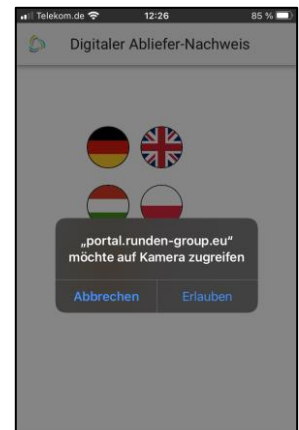 Telekom.de 12:26 85 %
Digitaler Abliefer-Nachweis
„portal.runden-group.eu“
möchte auf Kamera zugreifen
Abbrechen Erlauben